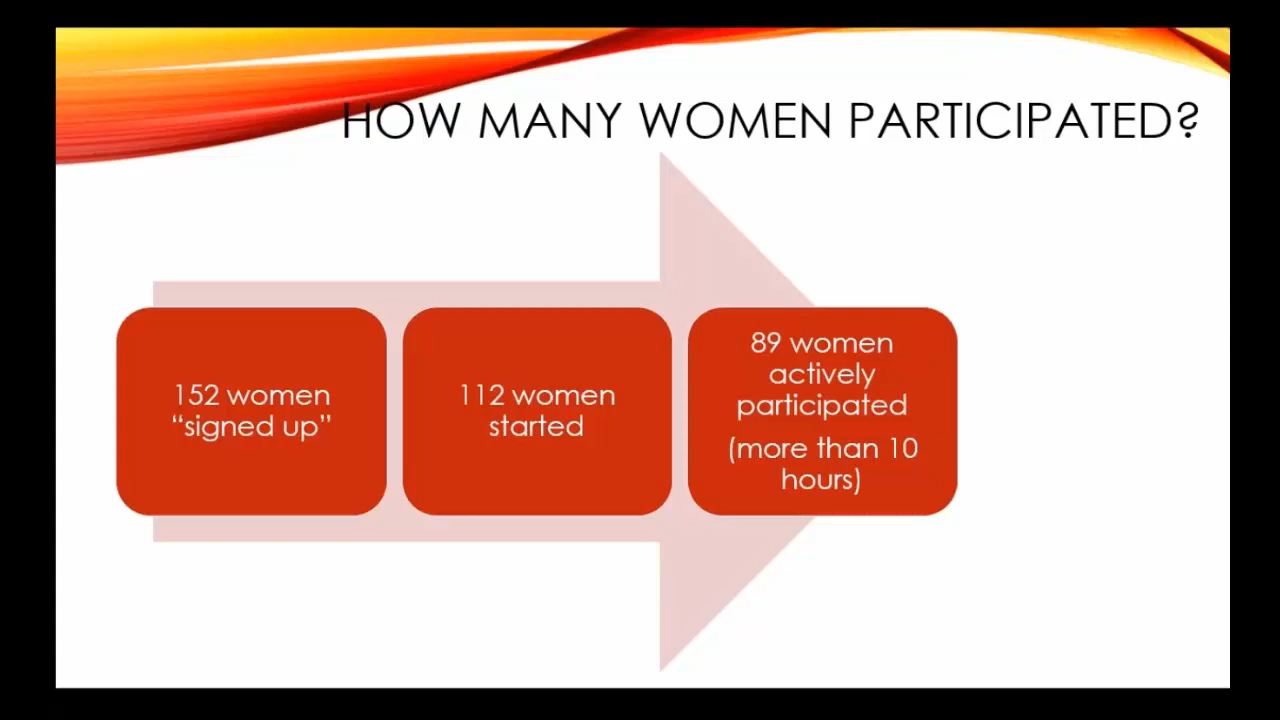 HOW MANY WOMEN PARTICIPATED?
152 women
“signed up”
112 women
started
89 women
actively
participated
(more than 10
hours)